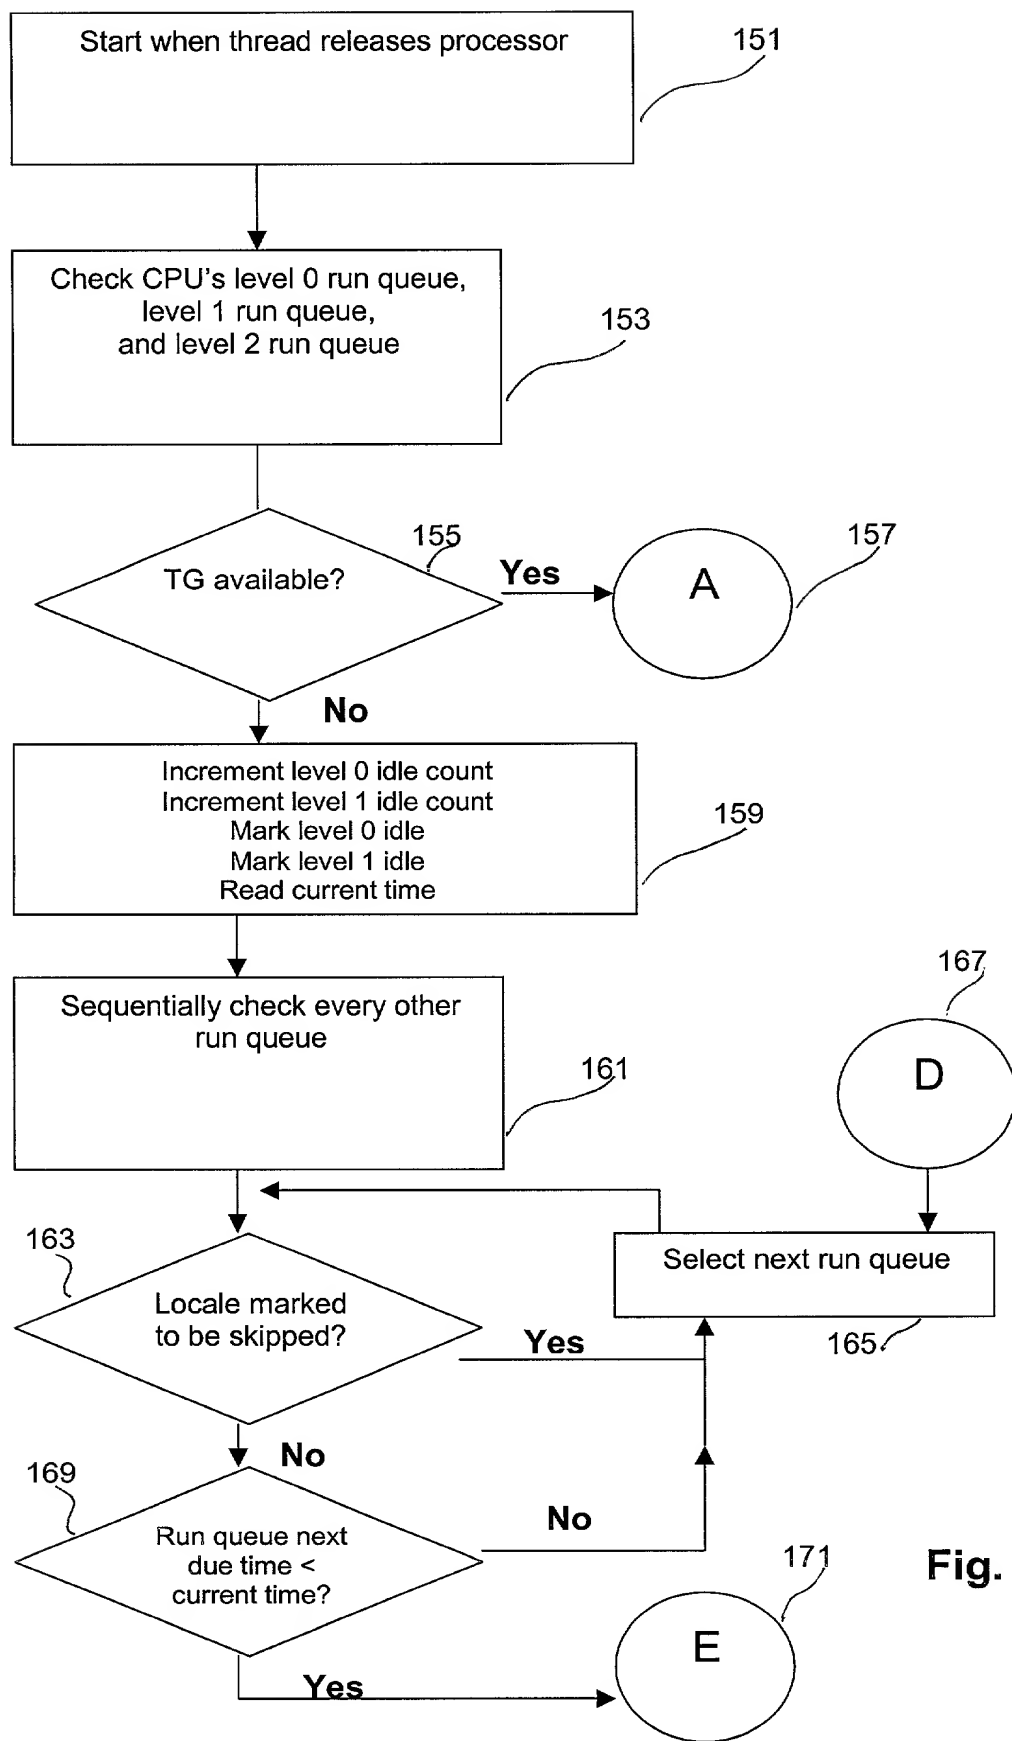 Start when thread releases processor
151
Check CPU's level 0 run queue,
level 1 run queue,
and level 2 run queue
153
155
TG available?
Yes
157
A
No
Increment level 0 idle count
Increment level 1 idle count
Mark level 0 idle
Mark level 1 idle
Read current time
159
167
D
Sequentially check every other
run queue
161
163
Locale marked
to be skipped?
Yes
Select next run queue
165
No
169
Run queue next
due time <
current time?
No
171
E
Yes
Fig.